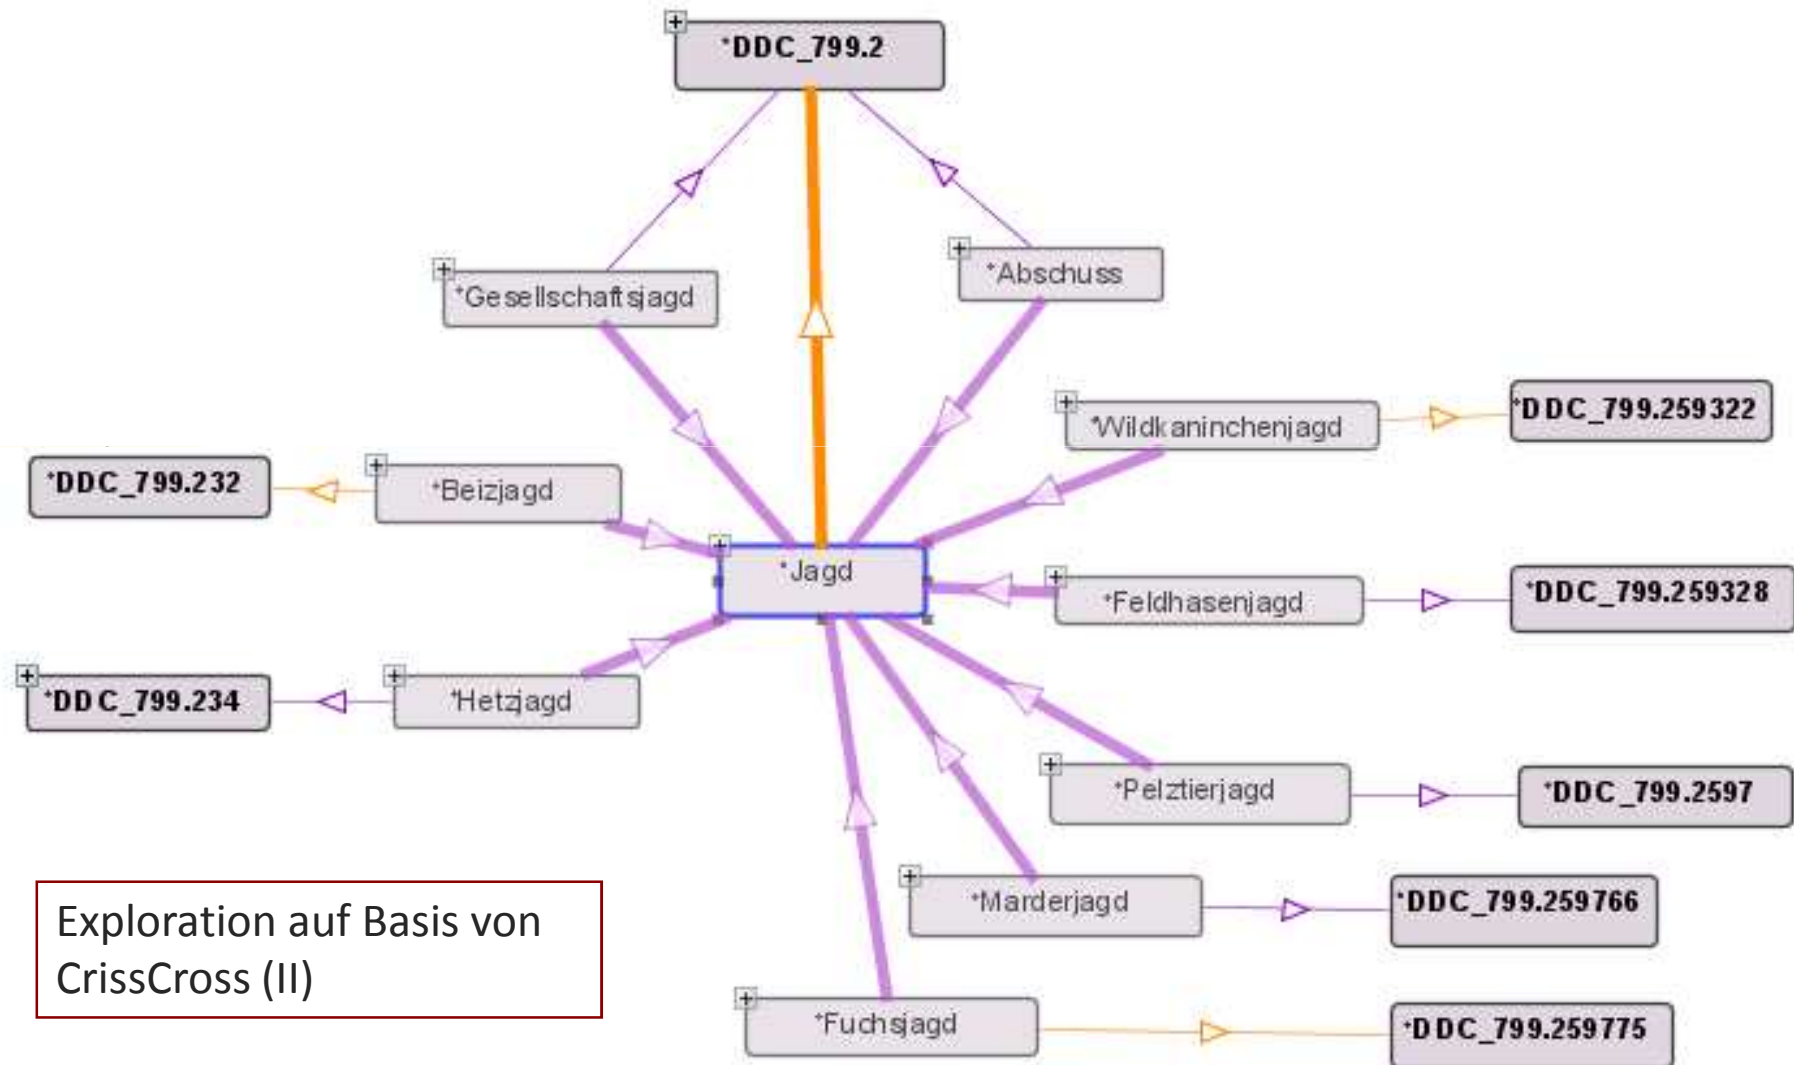 *DDC_799.2
*Gesellschaftsjagd
*Abschuss
*Wildkaninchenjagd
*DDC_799.259322
*DDC_799.232
*Beizjagd
*Jagd
*Feldhasenjagd
*DDC_799.259328
*DDC_799.234
*Hetzjagd
*Pelztierjagd
*DDC_799.2597
*Marderjagd
*DDC_799.259766
Exploration auf Basis von
CrissCross (II)
*Fuchsjagd
*DDC_799.259775